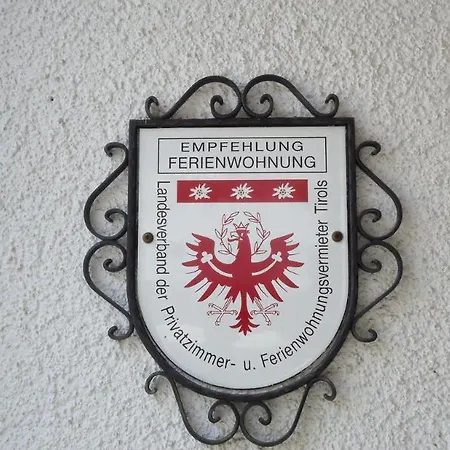 EMPFEHLUNG
FERIENWOHNUNG
Landesverband der Privatzimmer- u. Ferienwohnungsvermieter Tirols